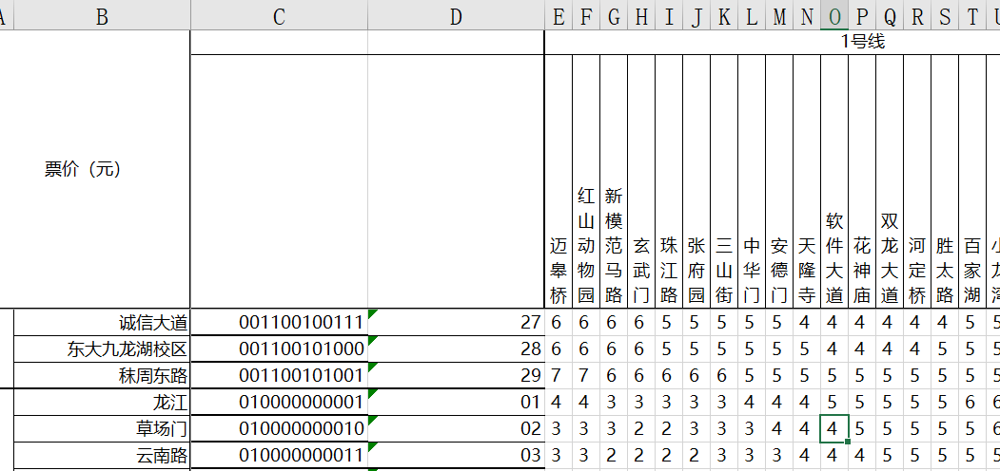 A B C D E F G H I J K L M N O P Q R S T U
1号线
票价（元）
迈皋桥
红山动物园
新模范马路
玄武门
珠江路
张府园
三山街
中华门
安德门
天隆寺
软件大道
花神庙
双龙大道
河定桥
胜太路
百家湖
诚信大道 001100100111 27 6 6 6 6 5 5 5 5 5 4 4 4 4 4 4 5 5
东大九龙湖校区 001100101000 28 6 6 6 6 5 5 5 5 5 5 4 4 4 4 5 5 5
秣周东路 001100101001 29 7 7 6 6 6 6 6 5 5 5 5 5 5 5 5 5 5
龙江 010000000001 01 4 4 3 3 3 3 3 4 4 4 5 5 5 5 5 6 6
草场门 010000000010 02 3 3 3 2 2 3 3 3 4 4 4 5 5 5 5 5 6
云南路 010000000011 03 3 3 2 2 2 2 3 3 3 4 4 4 5 5 5 5 5